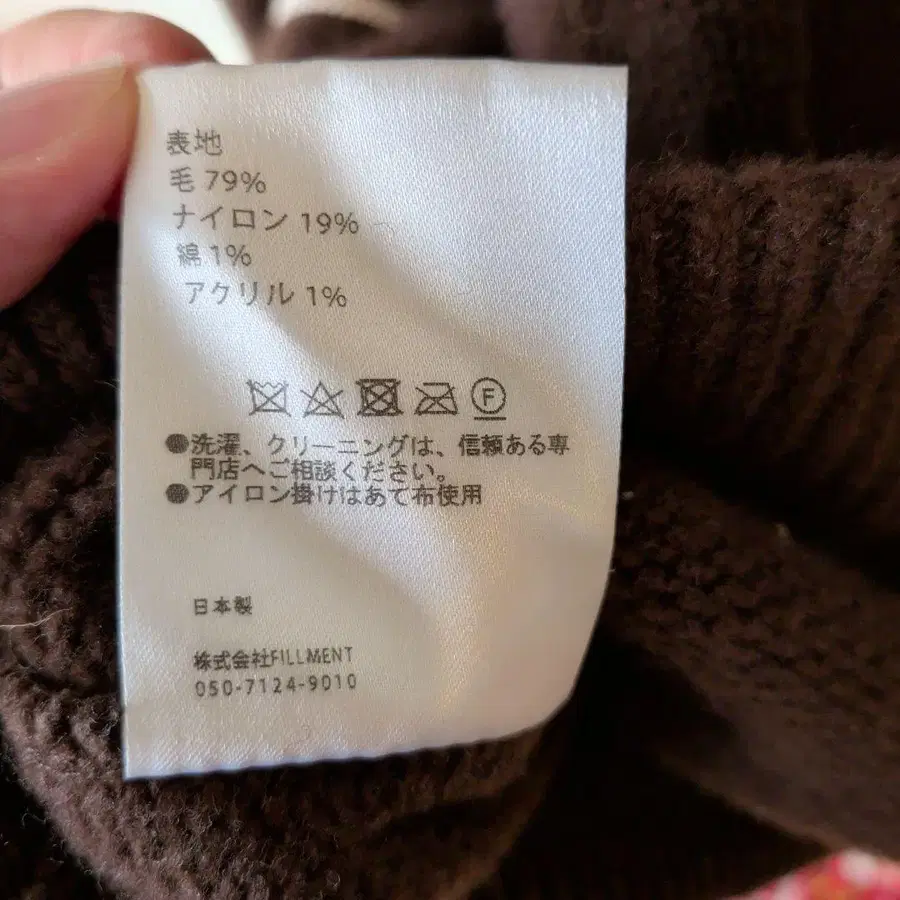 表地
毛 79%
ナイロン 19%
綿 1%
アクリル 1%
F
●洗濯、クリーニングは、信頼ある専
門店へご相談ください。
●アイロン掛けはあて布使用
日本製
株式会社FILLMENT
050-7124-9010